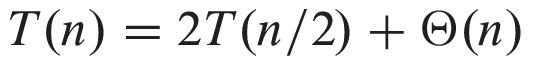 T(n) = 2T(n/2) + Θ(n)